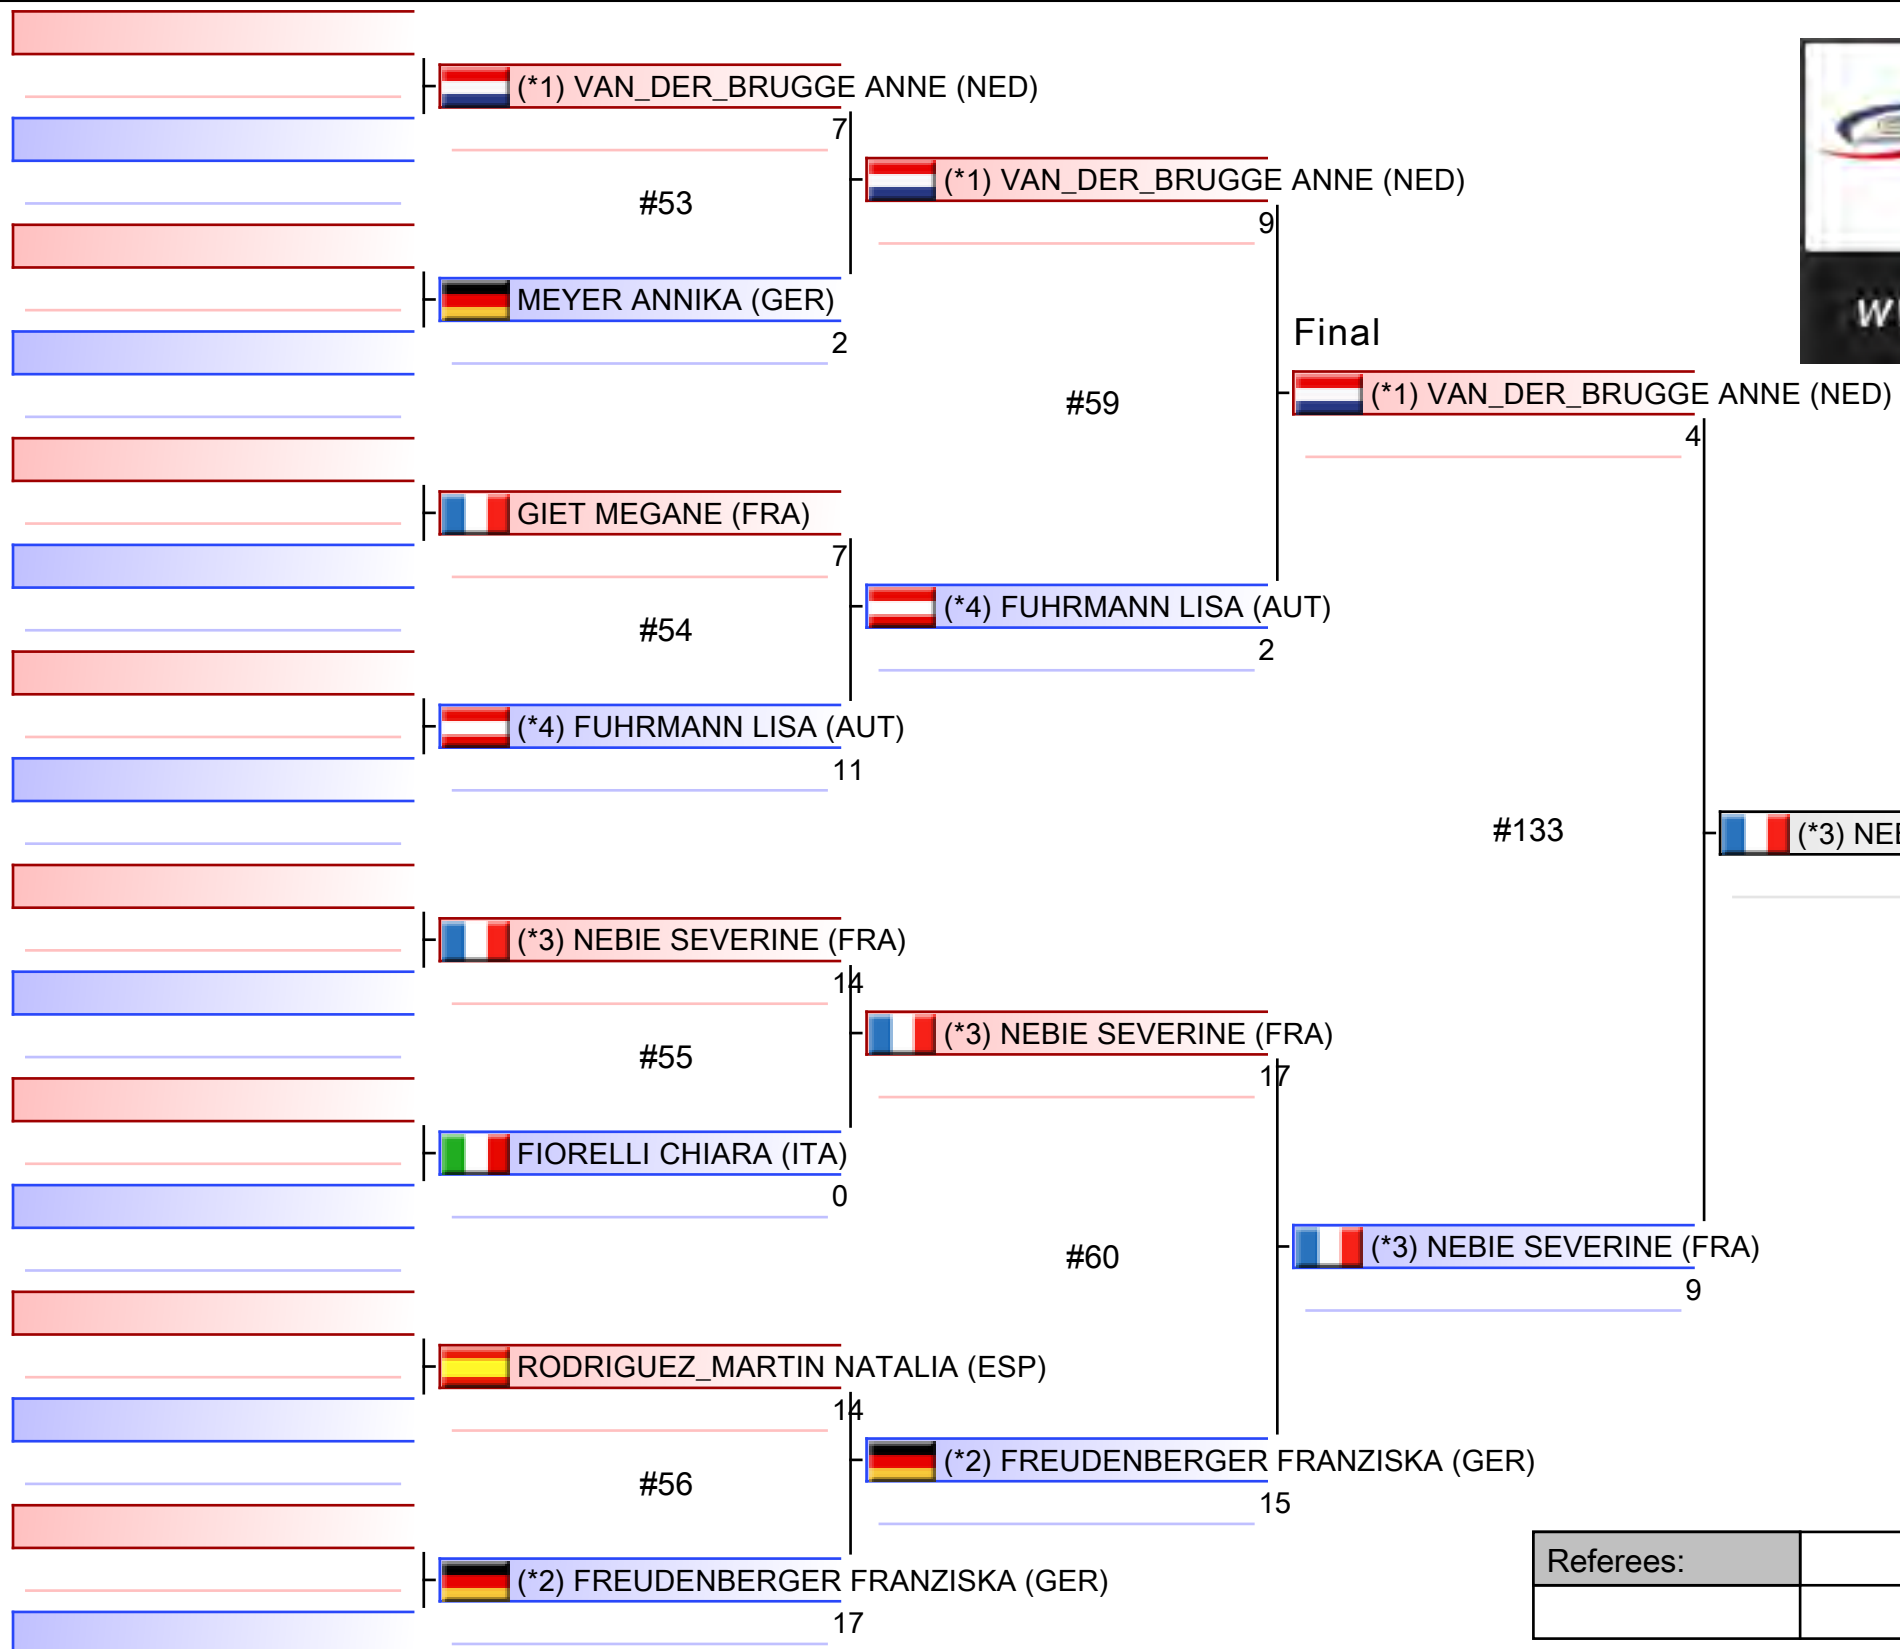 (*1) VAN_DER_BRUGGE ANNE (NED)
7
#53
MEYER ANNIKA (GER)
2
(*1) VAN_DER_BRUGGE ANNE (NED)
9
#59
Final
(*1) VAN_DER_BRUGGE ANNE (NED)
4
GIET MEGANE (FRA)
7
#54
(*4) FUHRMANN LISA (AUT)
11
(*4) FUHRMANN LISA (AUT)
2
#133
(*3)
(*3) NEBIE SEVERINE (FRA)
14
#55
FIORELLI CHIARA (ITA)
0
(*3) NEBIE SEVERINE (FRA)
17
#60
(*3) NEBIE SEVERINE (FRA)
9
RODRIGUEZ_MARTIN NATALIA (ESP)
14
#56
(*2) FREUDENBERGER FRANZISKA (GER)
17
(*2) FREUDENBERGER FRANZISKA (GER)
15
Referees: